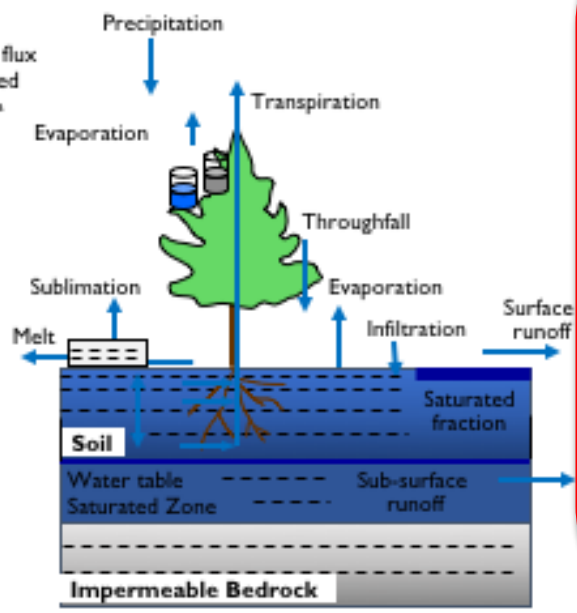 Precipitation
flux
ed
Transpiration
Evaporation
Throughfall
Sublimation
Evaporation
Surface
runoff
Melt
Infiltration
Saturated
fraction
Soil
Water table
Saturated Zone
Sub-surface
runoff
Impermeable Bedrock